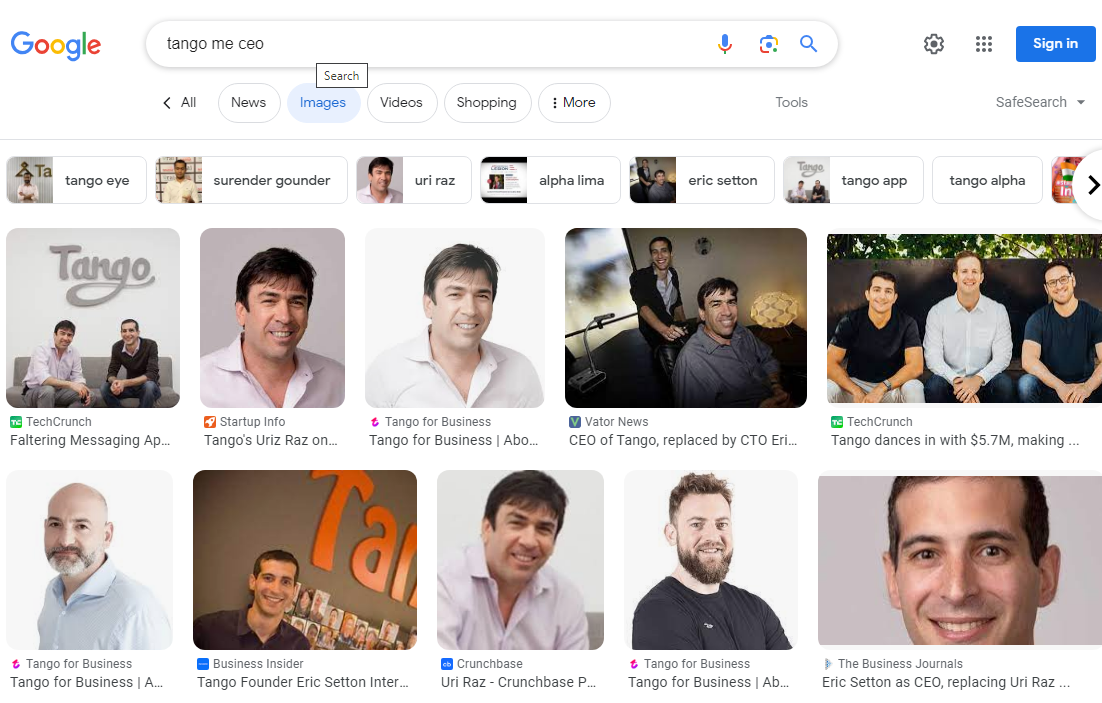 Google
tango me ceo
Sign in
Search
All
News
Images
Videos
Shopping
More
Tools
SafeSearch
tango eye
surender gounder
uri raz
alpha lima
eric setton
tango app
tango alpha
Tango
TechCrunch
Faltering Messaging Ap...
Startup Info
Tango's Uriz Raz on...
Tango for Business
Tango for Business | Abo...
Vator News
CEO of Tango, replaced by CTO Eri...
TechCrunch
Tango dances in with $5.7M, making ...
Tango for Business
Tango for Business | A...
Business Insider
Tango Founder Eric Setton Inter...
Crunchbase
Uri Raz - Crunchbase P...
Tango for Business
Tango for Business | Ab...
The Business Journals
Eric Setton as CEO, replacing Uri Raz ...